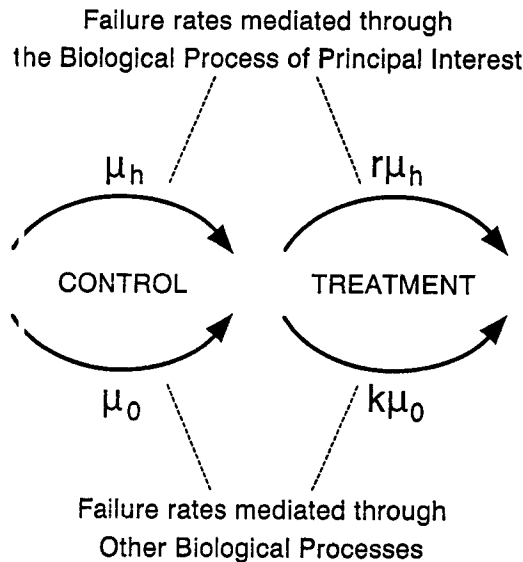 Failure rates mediated through
the Biological Process of Principal Interest
μh rμh
CONTROL TREATMENT
μ0 kμ0
Failure rates mediated through
Other Biological Processes